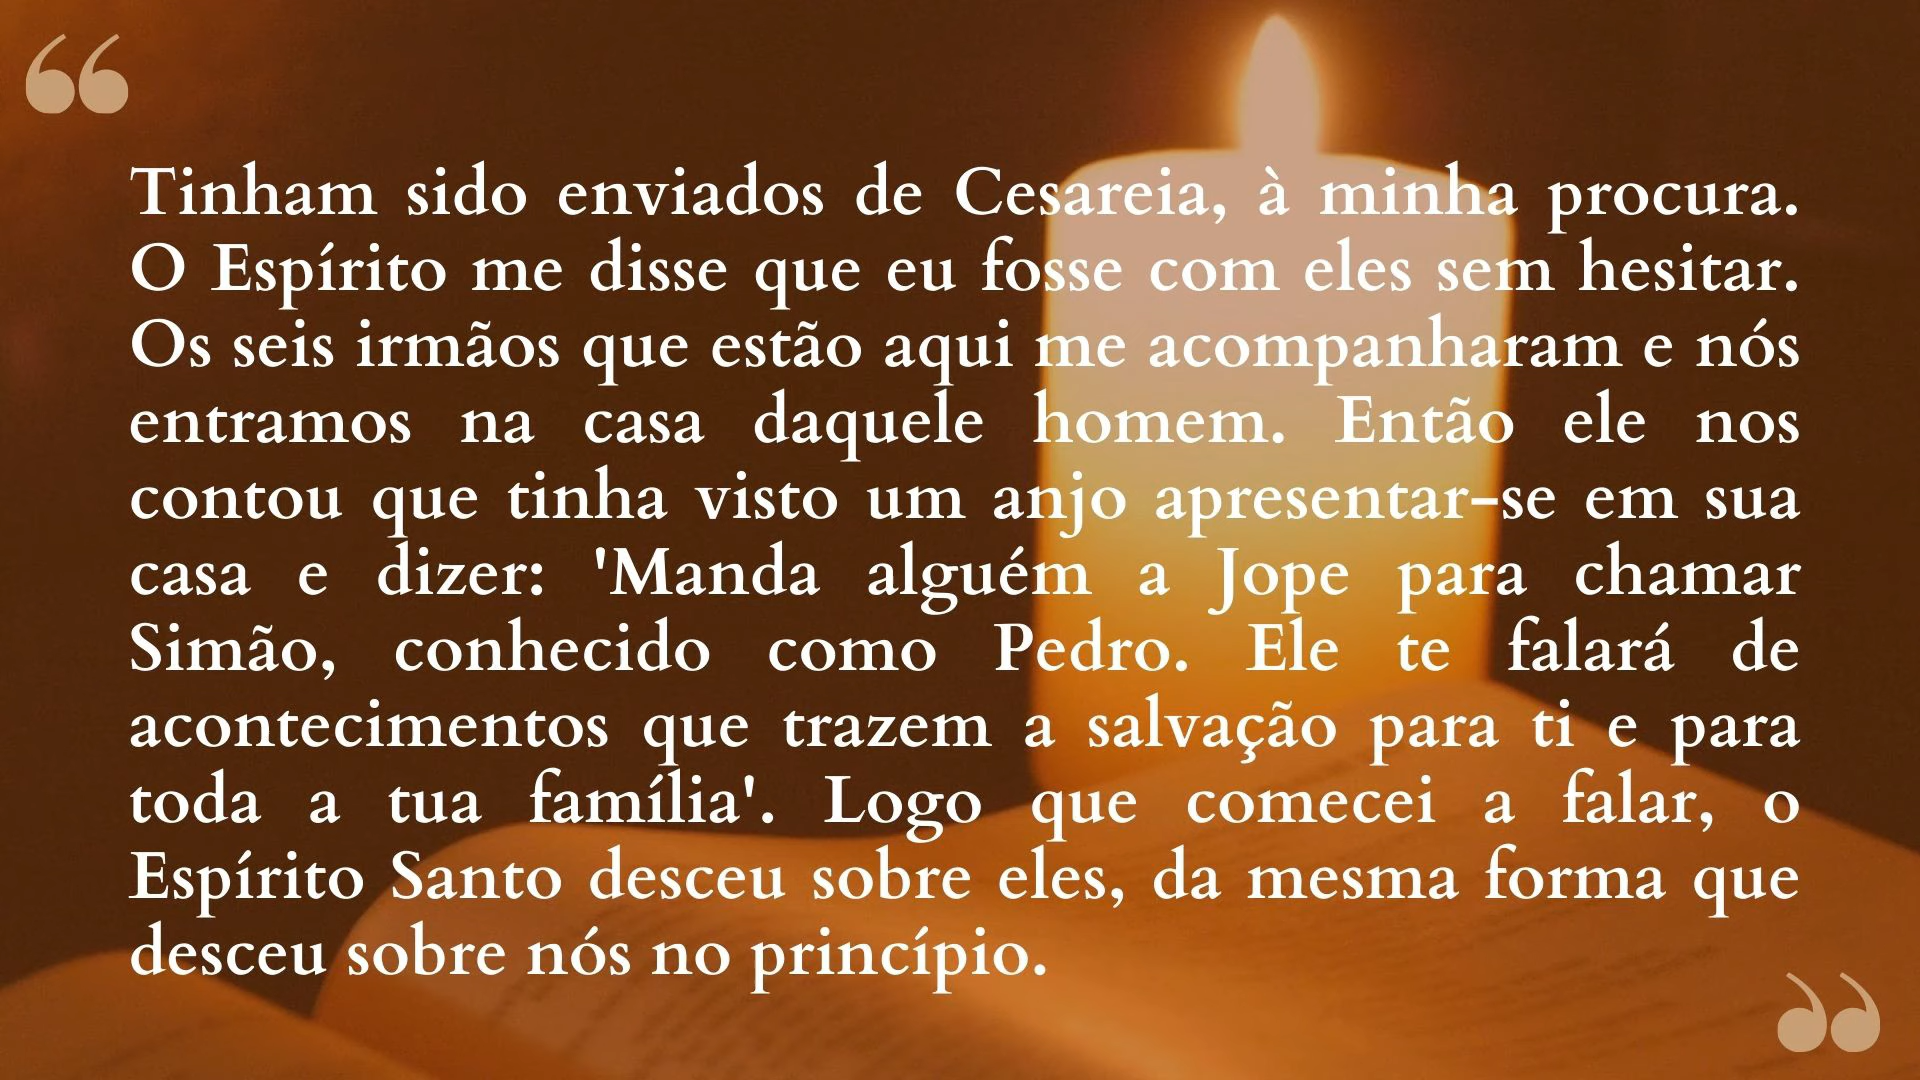 Tinham sido enviados de Cesareia, à minha procura.
O Espírito me disse que eu fosse com eles sem hesitar.
Os seis irmãos que estão aqui me acompanharam e nós
entramos na casa daquele homem. Então ele nos
contou que tinha visto um anjo apresentar-se em sua
casa e dizer: 'Manda alguém a Jope para chamar
Simão, conhecido como Pedro. Ele te falará de
acontecimentos que trazem a salvação para ti e para
toda a tua família'. Logo que comecei a falar, o
Espírito Santo desceu sobre eles, da mesma forma que
desceu sobre nós no princípio.